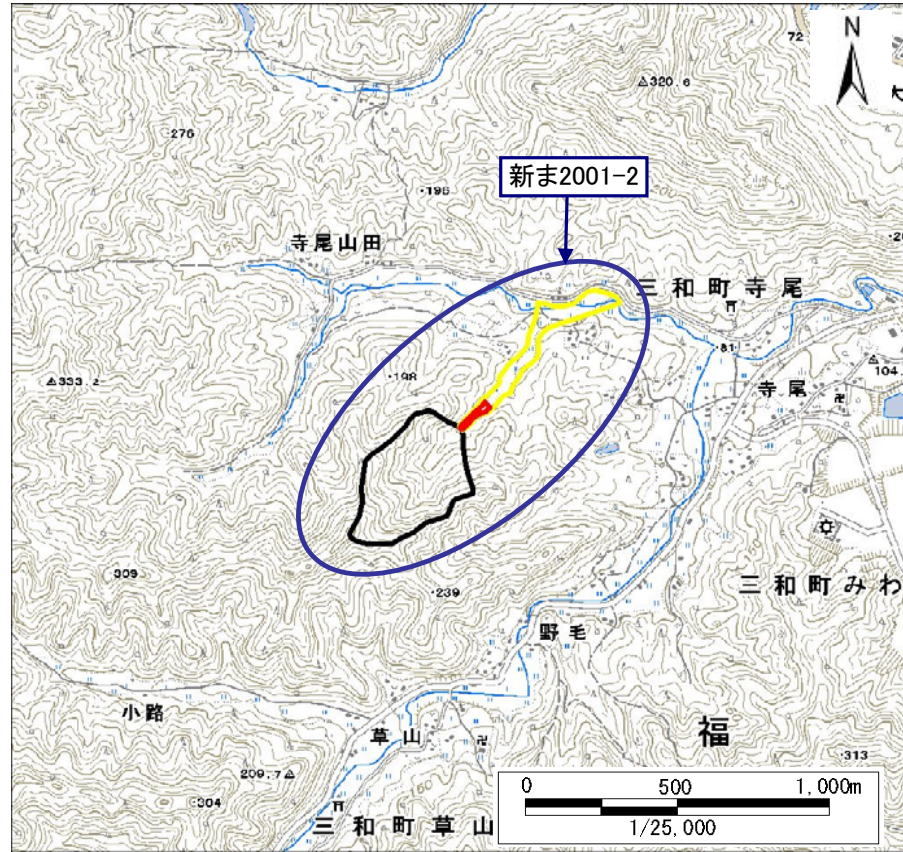 72
N
△320.6
・276
新ま2001-2
・196
寺尾山田
三和町寺尾
・81
・198
△333.2
寺尾
104.
三和町みわ
309
・239
野毛
小路
福
草山
209.7△
・313
・304
三和町草山
0 500 1,000m
1/25,000